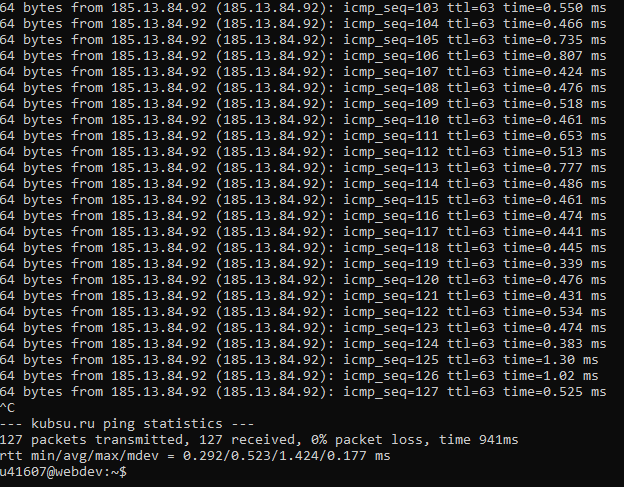 64 bytes from 185.13.84.92 (185.13.84.92): icmp_seq=103 ttl=63 time=0.550 ms
64 bytes from 185.13.84.92 (185.13.84.92): icmp_seq=104 ttl=63 time=0.466 ms
64 bytes from 185.13.84.92 (185.13.84.92): icmp_seq=105 ttl=63 time=0.735 ms
64 bytes from 185.13.84.92 (185.13.84.92): icmp_seq=106 ttl=63 time=0.807 ms
64 bytes from 185.13.84.92 (185.13.84.92): icmp_seq=107 ttl=63 time=0.424 ms
64 bytes from 185.13.84.92 (185.13.84.92): icmp_seq=108 ttl=63 time=0.476 ms
64 bytes from 185.13.84.92 (185.13.84.92): icmp_seq=109 ttl=63 time=0.518 ms
64 bytes from 185.13.84.92 (185.13.84.92): icmp_seq=110 ttl=63 time=0.461 ms
64 bytes from 185.13.84.92 (185.13.84.92): icmp_seq=111 ttl=63 time=0.653 ms
64 bytes from 185.13.84.92 (185.13.84.92): icmp_seq=112 ttl=63 time=0.513 ms
64 bytes from 185.13.84.92 (185.13.84.92): icmp_seq=113 ttl=63 time=0.777 ms
64 bytes from 185.13.84.92 (185.13.84.92): icmp_seq=114 ttl=63 time=0.486 ms
64 bytes from 185.13.84.92 (185.13.84.92): icmp_seq=115 ttl=63 time=0.461 ms
64 bytes from 185.13.84.92 (185.13.84.92): icmp_seq=116 ttl=63 time=0.474 ms
64 bytes from 185.13.84.92 (185.13.84.92): icmp_seq=117 ttl=63 time=0.441 ms
64 bytes from 185.13.84.92 (185.13.84.92): icmp_seq=118 ttl=63 time=0.445 ms
64 bytes from 185.13.84.92 (185.13.84.92): icmp_seq=119 ttl=63 time=0.339 ms
64 bytes from 185.13.84.92 (185.13.84.92): icmp_seq=120 ttl=63 time=0.476 ms
64 bytes from 185.13.84.92 (185.13.84.92): icmp_seq=121 ttl=63 time=0.431 ms
64 bytes from 185.13.84.92 (185.13.84.92): icmp_seq=122 ttl=63 time=0.534 ms
64 bytes from 185.13.84.92 (185.13.84.92): icmp_seq=123 ttl=63 time=0.474 ms
64 bytes from 185.13.84.92 (185.13.84.92): icmp_seq=124 ttl=63 time=0.383 ms
64 bytes from 185.13.84.92 (185.13.84.92): icmp_seq=125 ttl=63 time=1.30 ms
64 bytes from 185.13.84.92 (185.13.84.92): icmp_seq=126 ttl=63 time=1.02 ms
64 bytes from 185.13.84.92 (185.13.84.92): icmp_seq=127 ttl=63 time=0.525 ms
^C
--- kubsu.ru ping statistics ---
127 packets transmitted, 127 received, 0% packet loss, time 941ms
rtt min/avg/max/mdev = 0.292/0.523/1.424/0.177 ms
u41607@webdev:~$